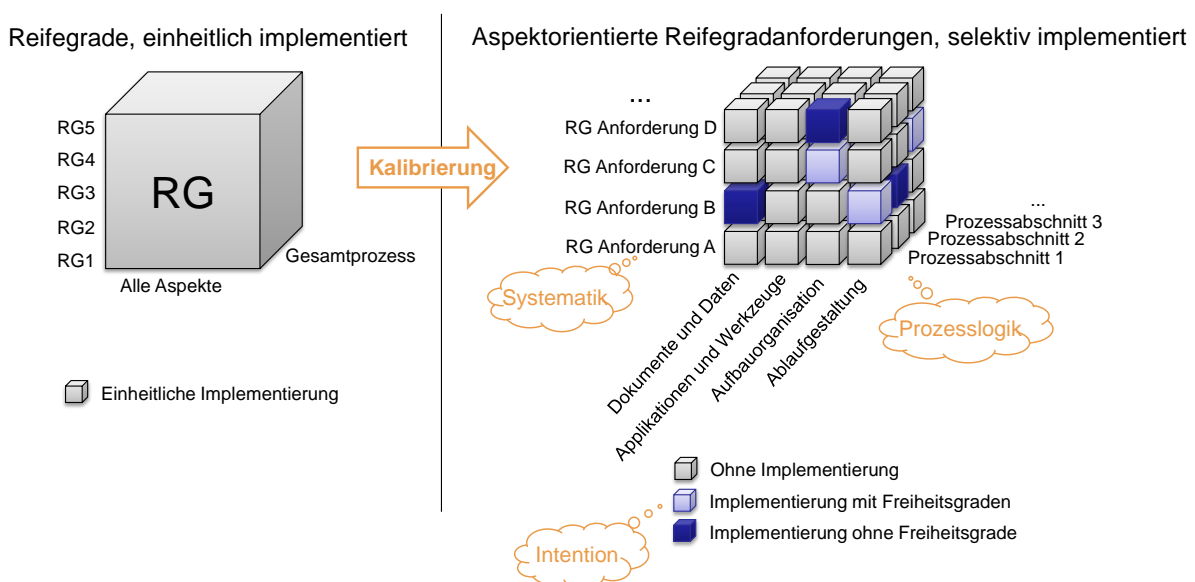 Reifegrade, einheitlich implementiert
RG5
RG4
RG3
RG2
RG1
RG
Gesamtprozess
Alle Aspekte
Einheitliche Implementierung
Kalibrierung
Aspektorientierte Reifegradanforderungen, selektiv implementiert
...
RG Anforderung D
RG Anforderung C
RG Anforderung B
RG Anforderung A
...
Prozessabschnitt 3
Prozessabschnitt 2
Prozessabschnitt 1
Systematik
Prozesslogik
Dokumente und Daten
Applikationen und Werkzeuge
Aufbauorganisation
Ablaufgestaltung
Ohne Implementierung
Implementierung mit Freiheitsgraden
Implementierung ohne Freiheitsgrade
Intention